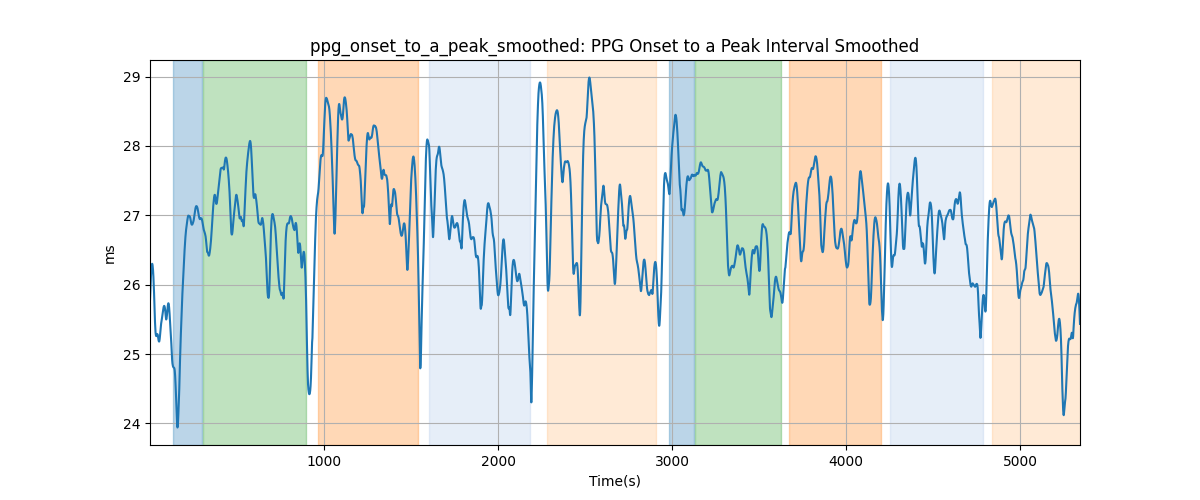 ppg_onset_to_a_peak_smoothed: PPG Onset to a Peak Interval Smoothed
29
28
27
26
25
24
ms
1000 2000 3000 4000 5000
Time(s)